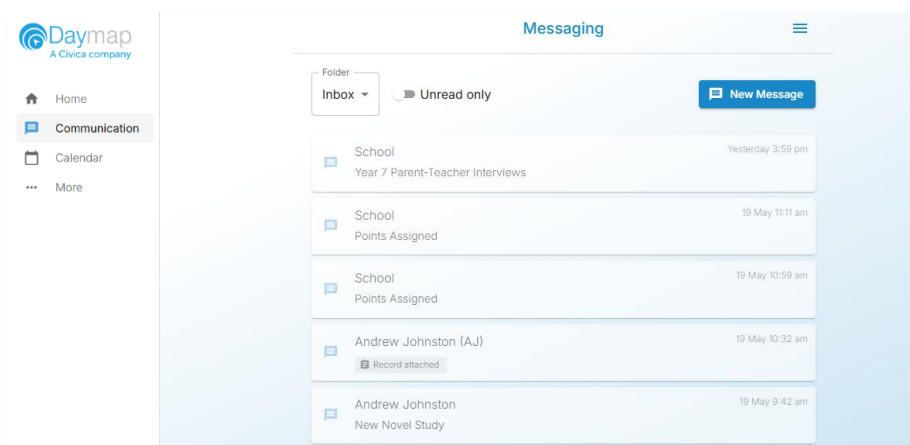 Daymap
A Civica company
Home
Communication
Calendar
More
Messaging
Folder
Inbox
Unread only
New Message
School
Yesterday 3:59 pm
Year 7 Parent-Teacher Interviews
School
19 May 11:11 am
Points Assigned
School
19 May 10:59 am
Points Assigned
Andrew Johnston (AJ)
19 May 10:32 am
Record attached
Andrew Johnston
19 May 9:42 am
New Novel Study